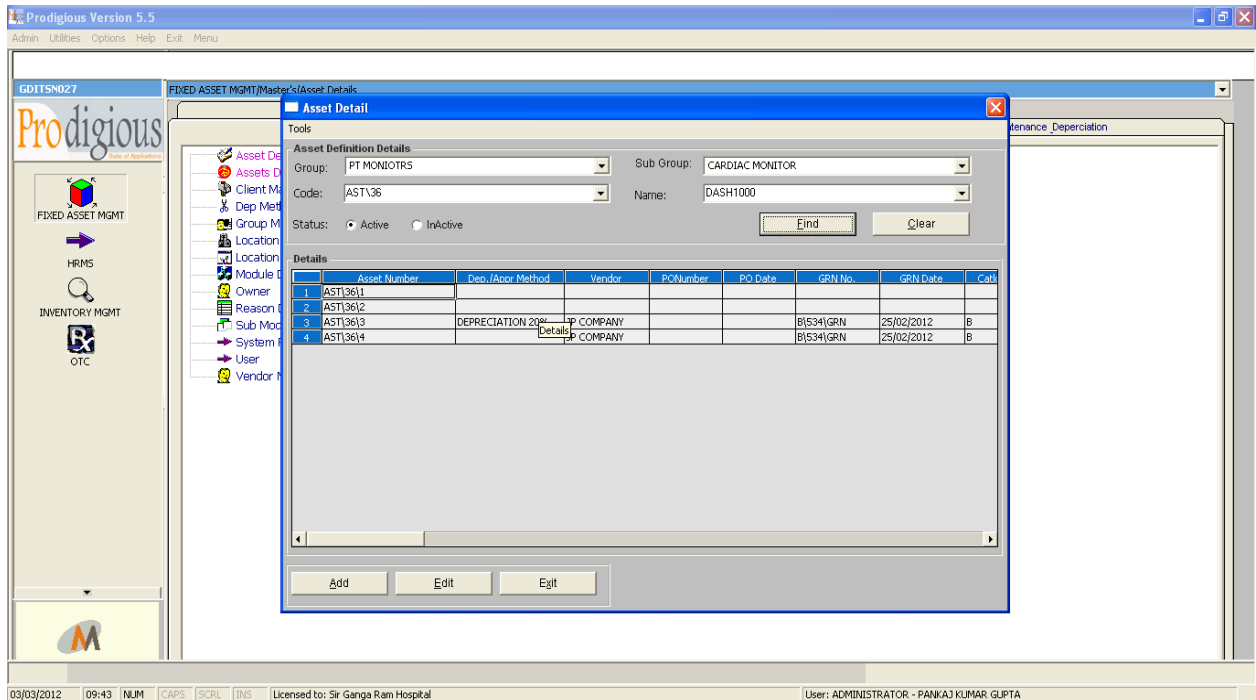 Prodigious Version 5.5
Admin Utilities Options Help Exit Menu
GDITSN027
FIXED ASSET MGMT/Master's/Asset Details
Prodigious
Suite of Applications
FIXED ASSET MGMT
HRMS
INVENTORY MGMT
OTC
Asset De
Assets D
Client Ma
Dep Met
Group M
Location
Location
Module D
Owner
Reason D
Sub Mod
System P
User
Vendor M
ntenance Deperciation
Asset Detail
Tools
Asset Definition Details
Group: PT MONIOTRS Sub Group: CARDIAC MONITOR
Code: AST\36 Name: DASH1000
Status: Active InActive Find Clear
Details
Asset Number Dep./Appr Method Vendor PONumber PO Date GRN No. GRN Date
1 AST\36\1
2 AST\36\2
3 AST\36\3 DEPRECIATION 20% JP COMPANY B\534\GRN 25/02/2012 B
Details
4 AST\36\4 JP COMPANY B\534\GRN 25/02/2012 B
Add Edit Exit
M
03/03/2012 09:43 NUM CAPS SCRL INS Licensed to: Sir Ganga Ram Hospital User: ADMINISTRATOR - PANKAJ KUMAR GUPTA